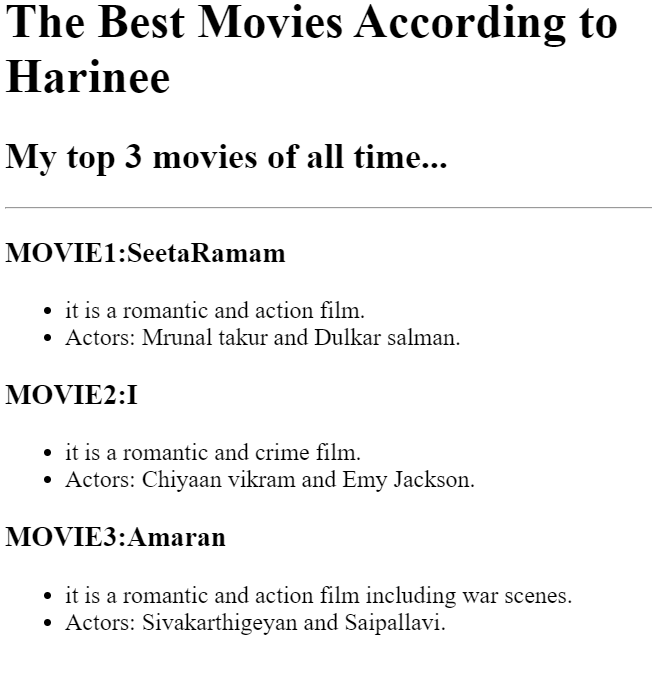 The Best Movies According to
Harinee
My top 3 movies of all time...
MOVIE1:SeetaRamam
it is a romantic and action film.
Actors: Mrunal takur and Dulkar salman.
MOVIE2:I
it is a romantic and crime film.
Actors: Chiyaan vikram and Emy Jackson.
MOVIE3:Amaran
it is a romantic and action film including war scenes.
Actors: Sivakarthigeyan and Saipallavi.